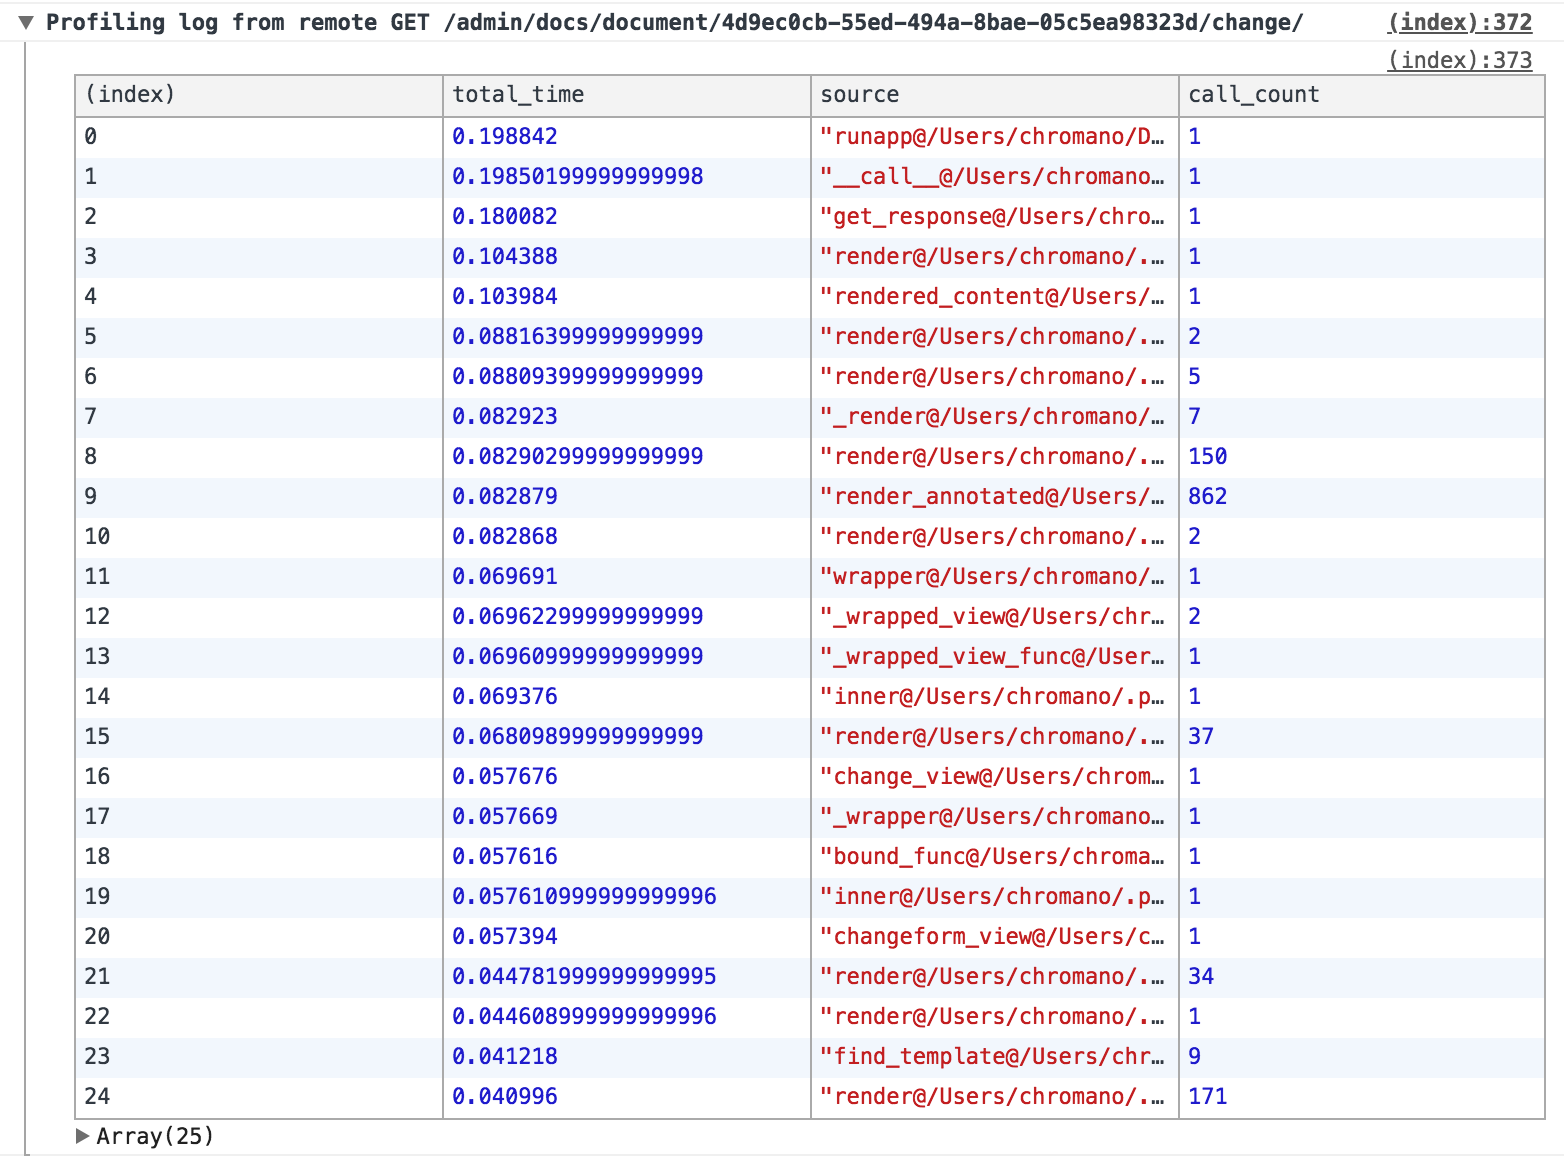 ▼ Profiling log from remote GET /admin/docs/document/4d9ec0cb-55ed-494a-8bae-05c5ea98323d/change/ (index):372
(index):373
(index) total_time source call_count
0 0.198842 "runapp@/Users/chromano/D… 1
1 0.19850199999999998 "__call__@/Users/chromano… 1
2 0.180082 "get_response@/Users/chro… 1
3 0.104388 "render@/Users/chromano/.… 1
4 0.103984 "rendered_content@/Users/… 1
5 0.08816399999999999 "render@/Users/chromano/.… 2
6 0.08809399999999999 "render@/Users/chromano/.… 5
7 0.082923 "_render@/Users/chromano/… 7
8 0.08290299999999999 "render@/Users/chromano/.… 150
9 0.082879 "render_annotated@/Users/… 862
10 0.082868 "render@/Users/chromano/.… 2
11 0.069691 "wrapper@/Users/chromano/… 1
12 0.06962299999999999 "_wrapped_view@/Users/chr… 2
13 0.06960999999999999 "_wrapped_view_func@/User… 1
14 0.069376 "inner@/Users/chromano/.p… 1
15 0.06809899999999999 "render@/Users/chromano/.… 37
16 0.057676 "change_view@/Users/chrom… 1
17 0.057669 "_wrapper@/Users/chromano… 1
18 0.057616 "bound_func@/Users/chroma… 1
19 0.057610999999999996 "inner@/Users/chromano/.p… 1
20 0.057394 "changeform_view@/Users/c… 1
21 0.044781999999999995 "render@/Users/chromano/.… 34
22 0.044608999999999996 "render@/Users/chromano/.… 1
23 0.041218 "find_template@/Users/chr… 9
24 0.040996 "render@/Users/chromano/.… 171
▶ Array(25)